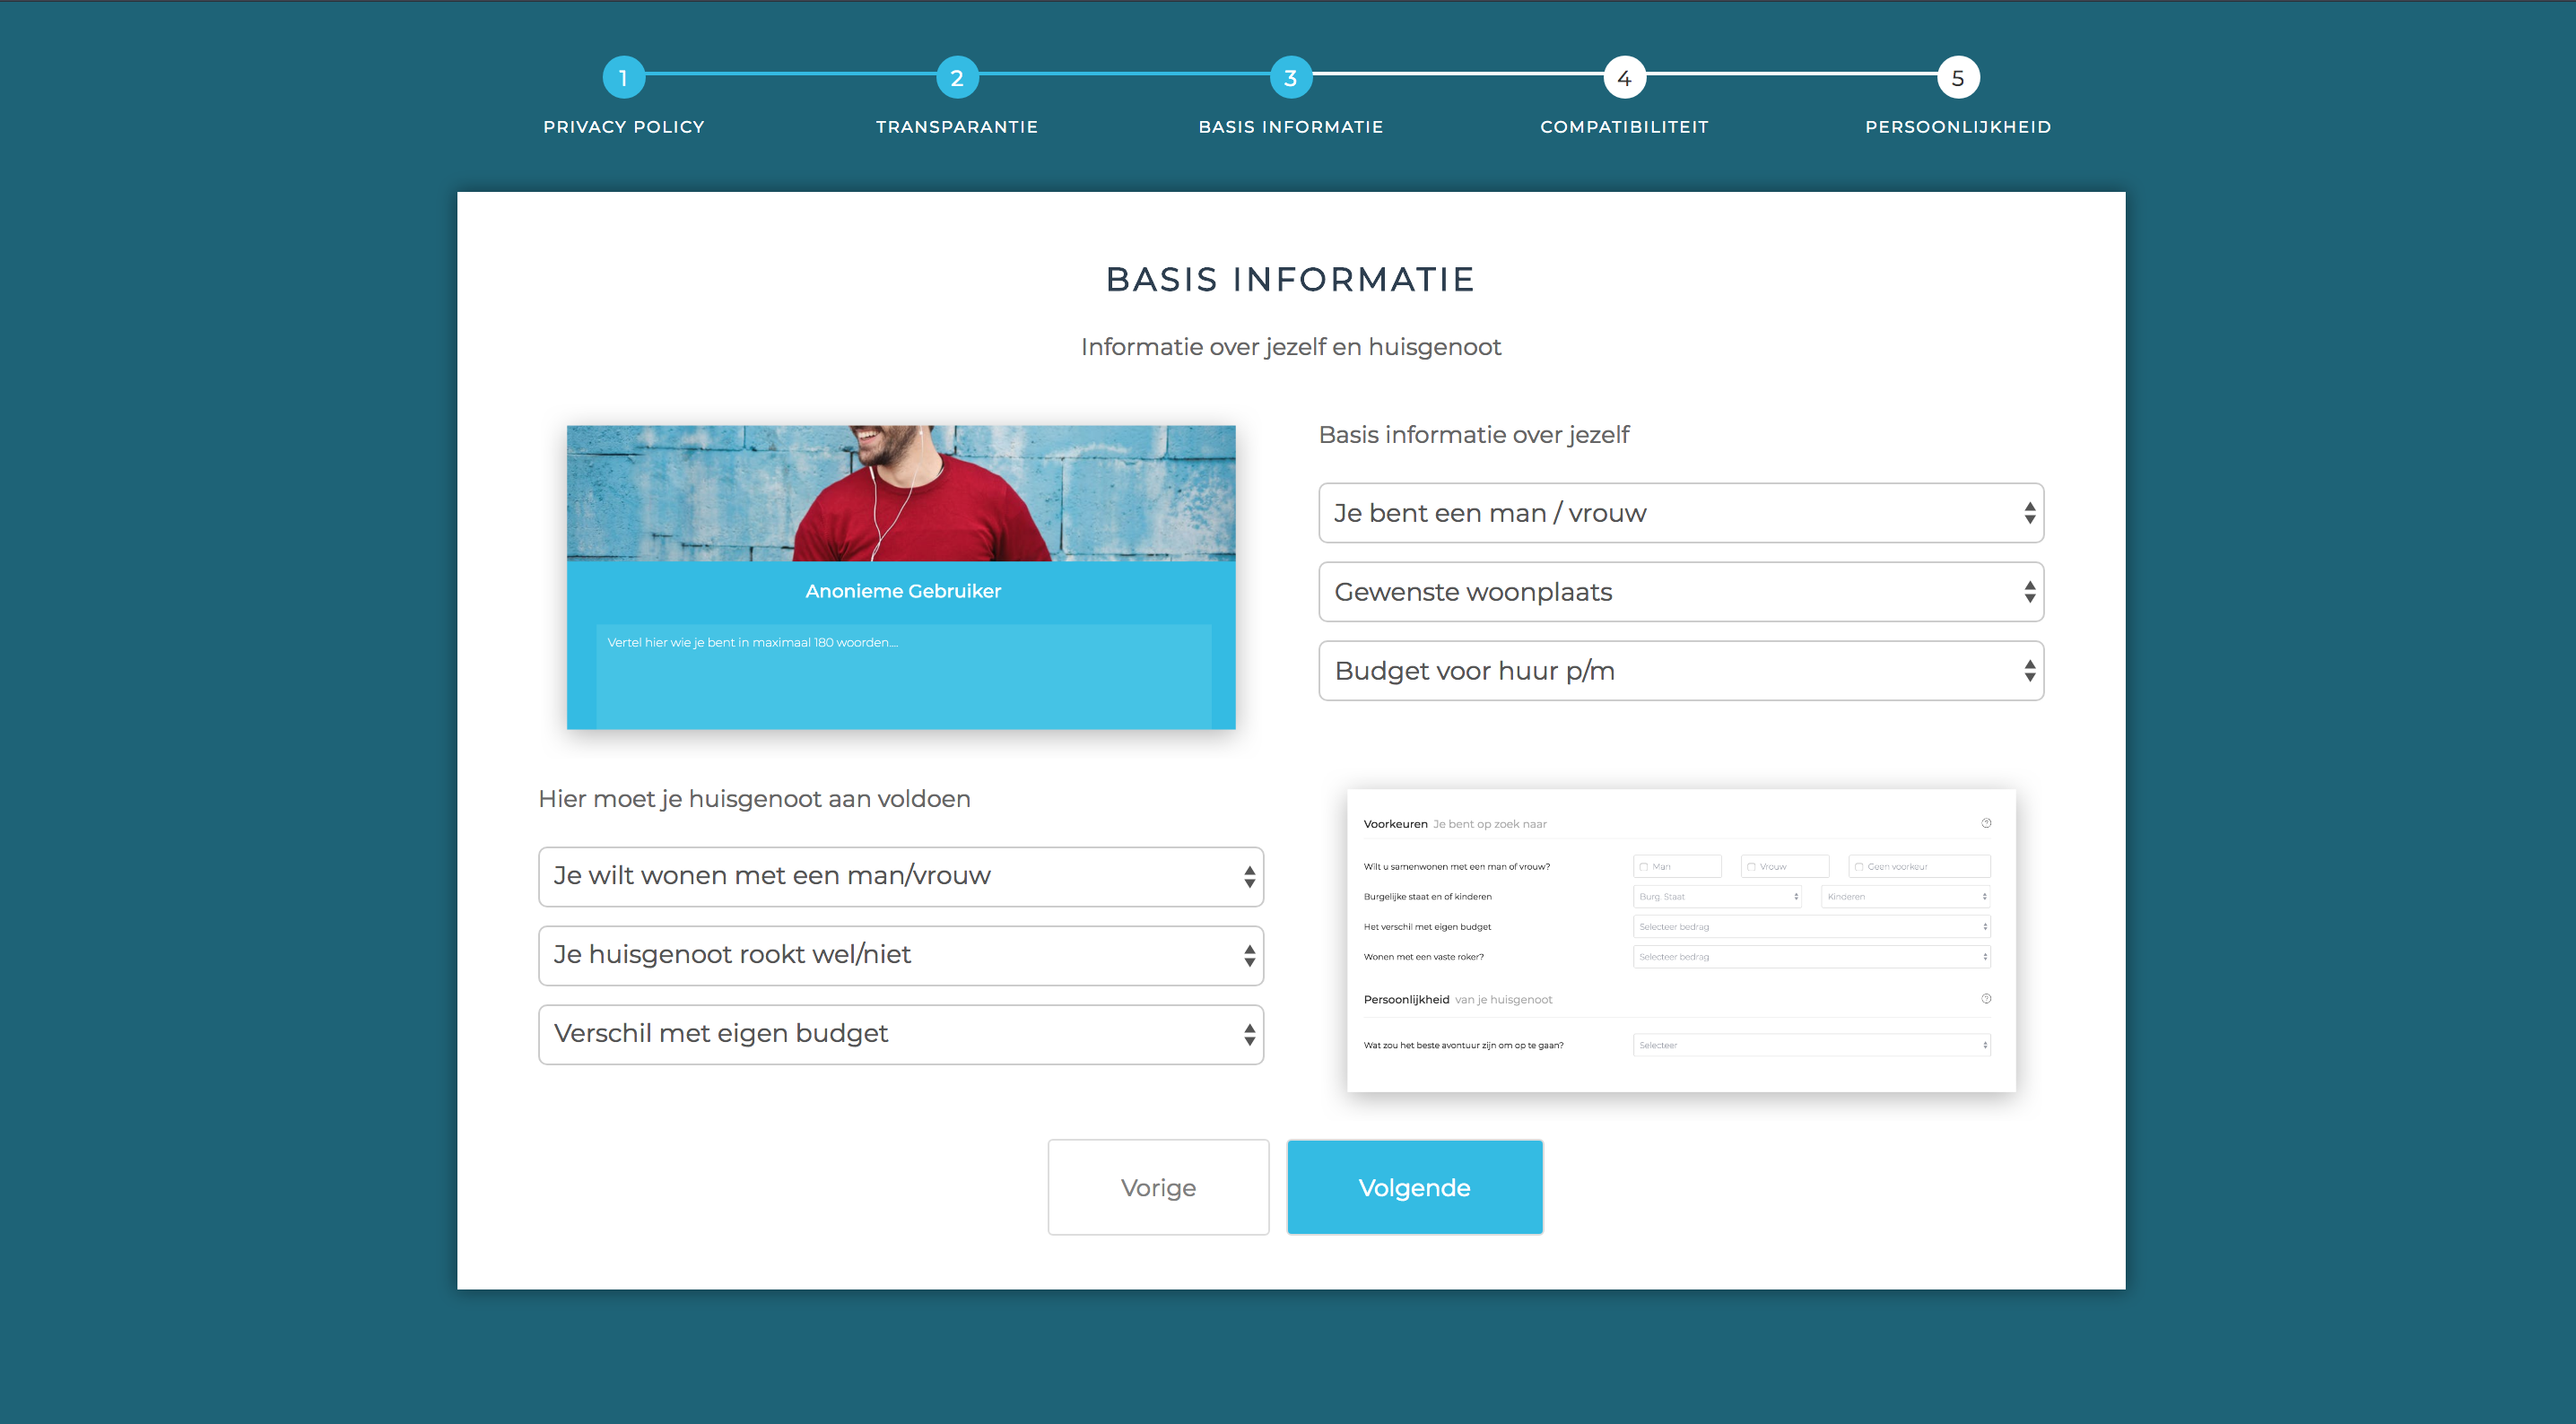 1 2 3 4 5
PRIVACY POLICY TRANSPARANTIE BASIS INFORMATIE COMPATIBILITEIT PERSOONLIJKHEID
BASIS INFORMATIE
Informatie over jezelf en huisgenoot
Anonieme Gebruiker
Vertel hier wie je bent in maximaal 180 woorden....
Basis informatie over jezelf
Je bent een man / vrouw
Gewenste woonplaats
Budget voor huur p/m
Hier moet je huisgenoot aan voldoen
Je wilt wonen met een man/vrouw
Je huisgenoot rookt wel/niet
Verschil met eigen budget
Voorkeuren Je bent op zoek naar ?
Wilt u samenwonen met een man of vrouw? Man Vrouw Geen voorkeur
Burgelijke staat en of kinderen Burg. Staat Kinderen
Het verschil met eigen budget Selecteer bedrag
Wonen met een vaste roker? Selecteer bedrag
Persoonlijkheid van je huisgenoot ?
Wat zou het beste avontuur zijn om op te gaan? Selecteer
Vorige Volgende